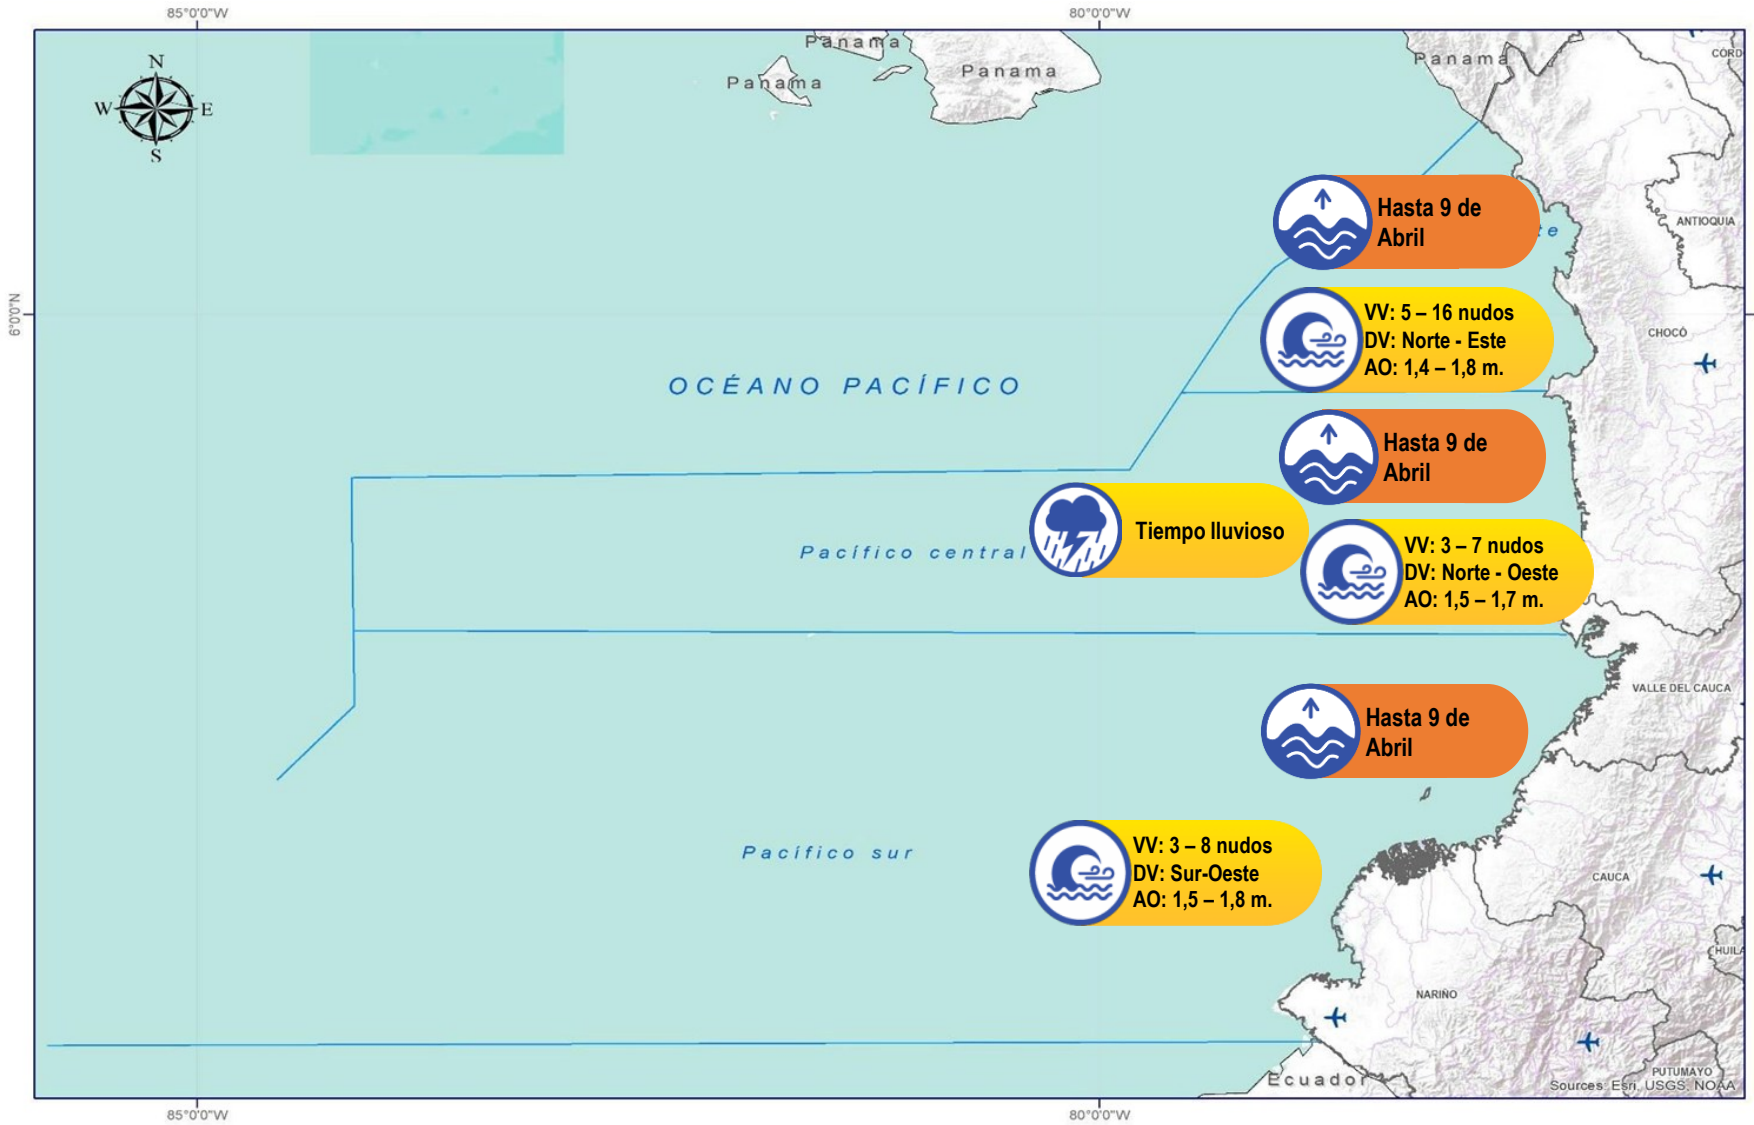 85°0'0"W
80°0'0"W
N
W
E
S
6°0'0"N
Panama
Panama
Panama
Panama
CORD
ANTIOQUIA
CHOCÓ
Hasta 9 de
Abril
te
VV: 5 – 16 nudos
DV: Norte - Este
AO: 1,4 – 1,8 m.
OCÉANO PACÍFICO
Hasta 9 de
Abril
Tiempo lluvioso
Pacífico central
VV: 3 – 7 nudos
DV: Norte - Oeste
AO: 1,5 – 1,7 m.
VALLE DEL CAUCA
Hasta 9 de
Abril
Pacífico sur
VV: 3 – 8 nudos
DV: Sur-Oeste
AO: 1,5 – 1,8 m.
CAUCA
HUILA
NARIÑO
PUTUMAYO
Ecuador
Sources: Esri, USGS, NOAA
85°0'0"W
80°0'0"W